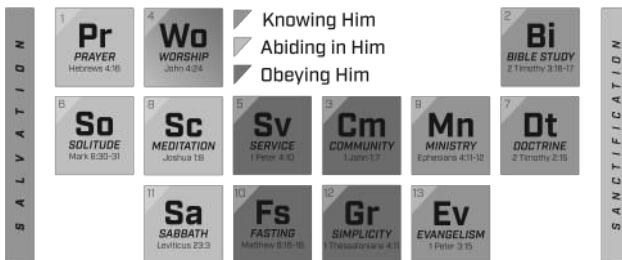 SALVATION
1
Pr
PRAYER
Hebrews 4:16
4
Wo
WORSHIP
John 4:24
Knowing Him
Abiding in Him
Obeying Him
2
Bi
BIBLE STUDY
2 Timothy 3:16-17
6
So
SOLITUDE
Mark 6:30-31
8
Sc
MEDITATION
Joshua 1:8
5
Sv
SERVICE
1 Peter 4:10
3
Cm
COMMUNITY
1 John 1:7
9
Mn
MINISTRY
Ephesians 4:11-12
7
Dt
DOCTRINE
2 Timothy 2:15
11
Sa
SABBATH
Leviticus 23:3
10
Fs
FASTING
Matthew 6:16-18
12
Gr
SIMPLICITY
1 Thessalonians 4:11
13
Ev
EVANGELISM
1 Peter 3:15
SANCTIFICATION